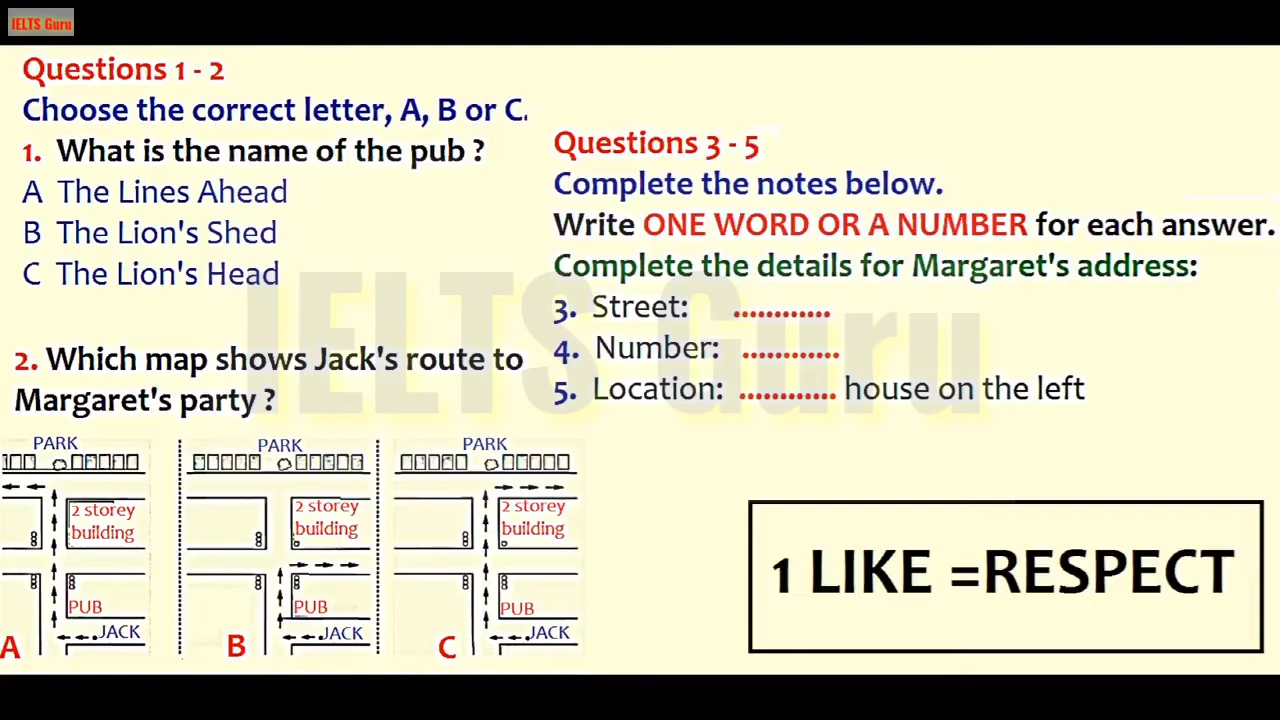 IELTS Guru
Questions 1 - 2
Choose the correct letter, A, B or C.
1. What is the name of the pub ?
A The Lines Ahead
B The Lion's Shed
C The Lion's Head
2. Which map shows Jack's route to
Margaret's party ?
PARK
2 storey
building
PUB
JACK
A
PARK
2 storey
building
PUB
JACK
B
PARK
2 storey
building
PUB
JACK
C
Questions 3 - 5
Complete the notes below.
Write ONE WORD OR A NUMBER for each answer.
Complete the details for Margaret's address:
3. Street: ............
4. Number: ............
5. Location: ............ house on the left
1 LIKE =RESPECT
IELTS Guru